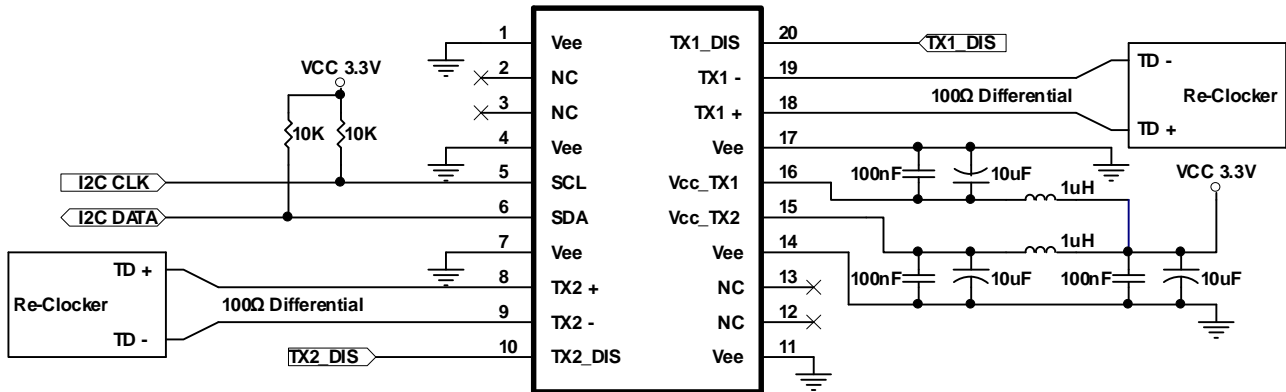 1 Vee TX1_DIS 20 TX1_DIS
2 NC TX1 - 19 TD -
VCC 3.3V
100Ω Differential Re-Clocker
3 NC TX1 + 18 TD +
10K 10K
4 Vee Vee 17
I2C CLK 5 SCL Vcc_TX1 16 100nF 10uF 1uH VCC 3.3V
I2C DATA 6 SDA Vcc_TX2 15
7 Vee Vee 14 1uH
TD + 8 TX2 + NC 13 100nF 10uF 100nF 10uF
Re-Clocker 100Ω Differential
TD - 9 TX2 - NC 12
TX2_DIS 10 TX2_DIS Vee 11